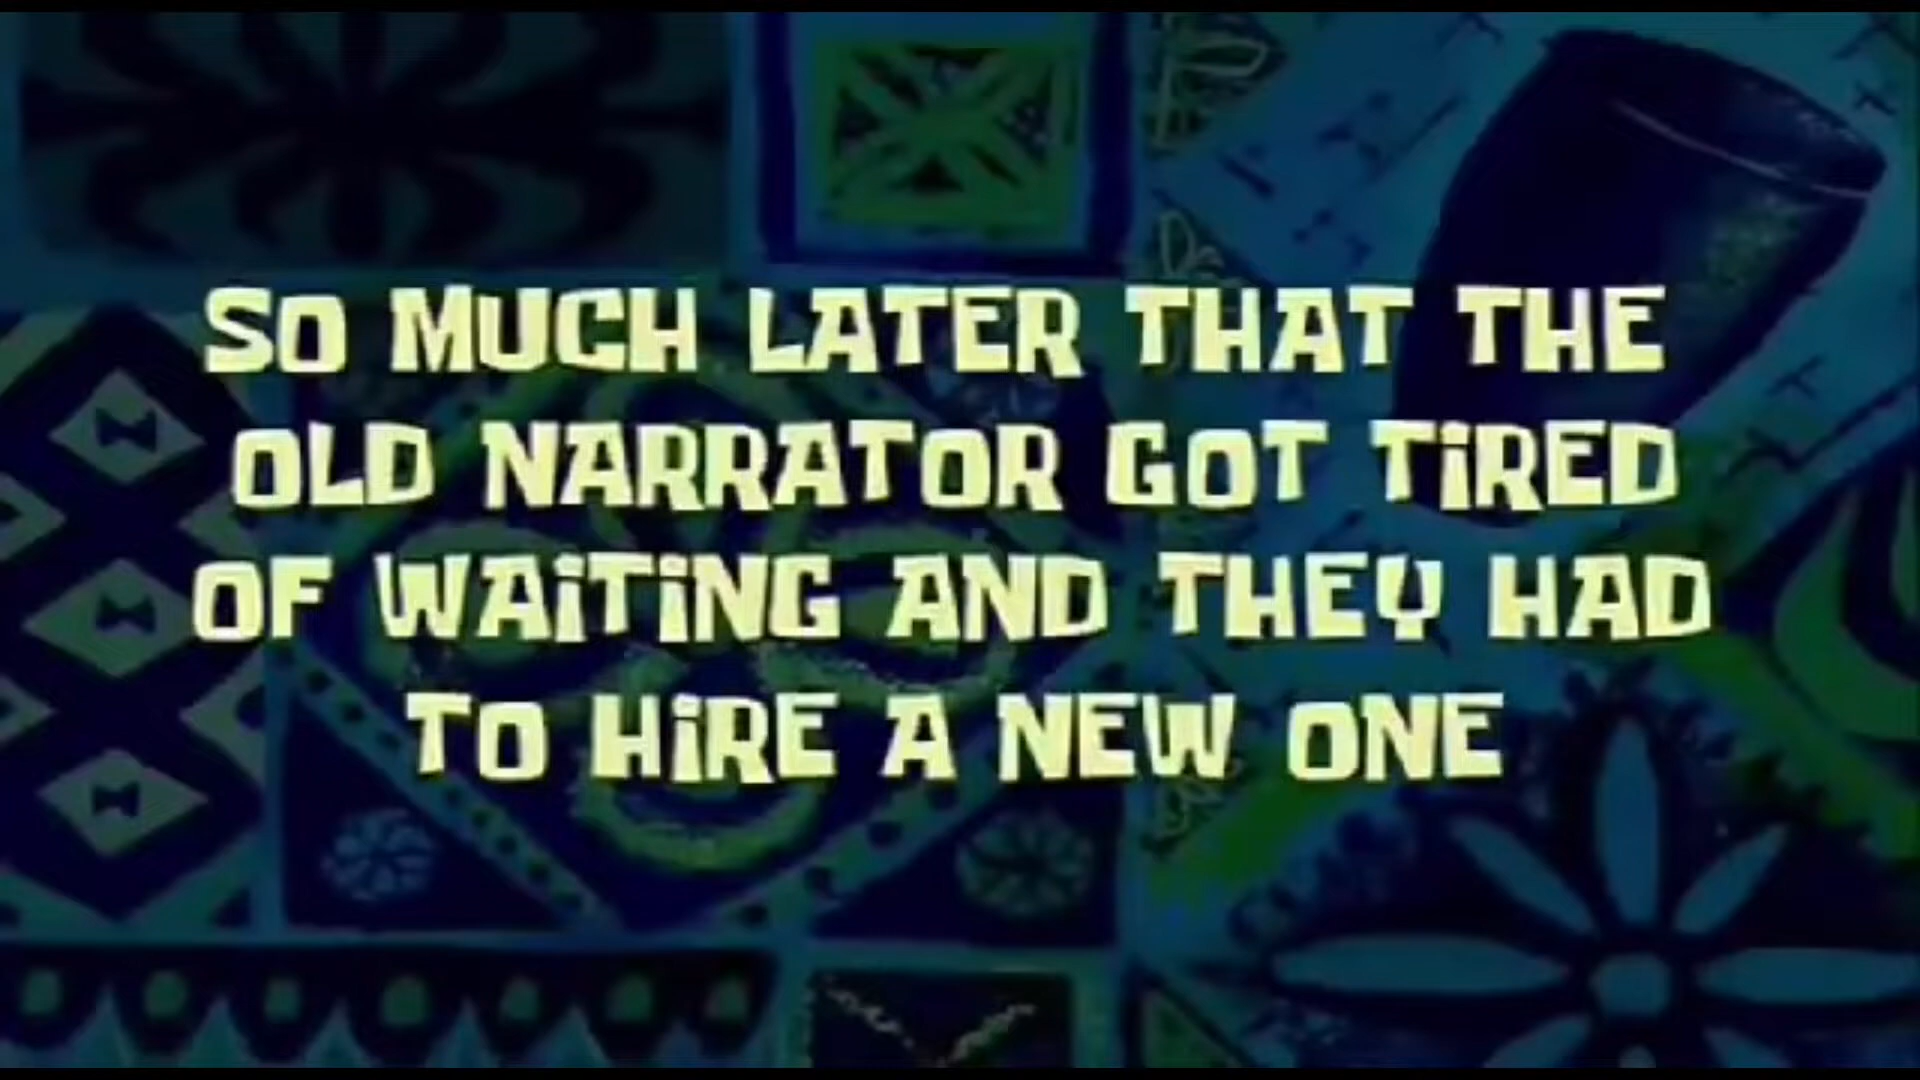 SO MUCH LATER THAT THE
OLD NARRATOR GOT TiRED
OF WAiTiNG AND THEY HAD
TO HiRE A NEW ONE